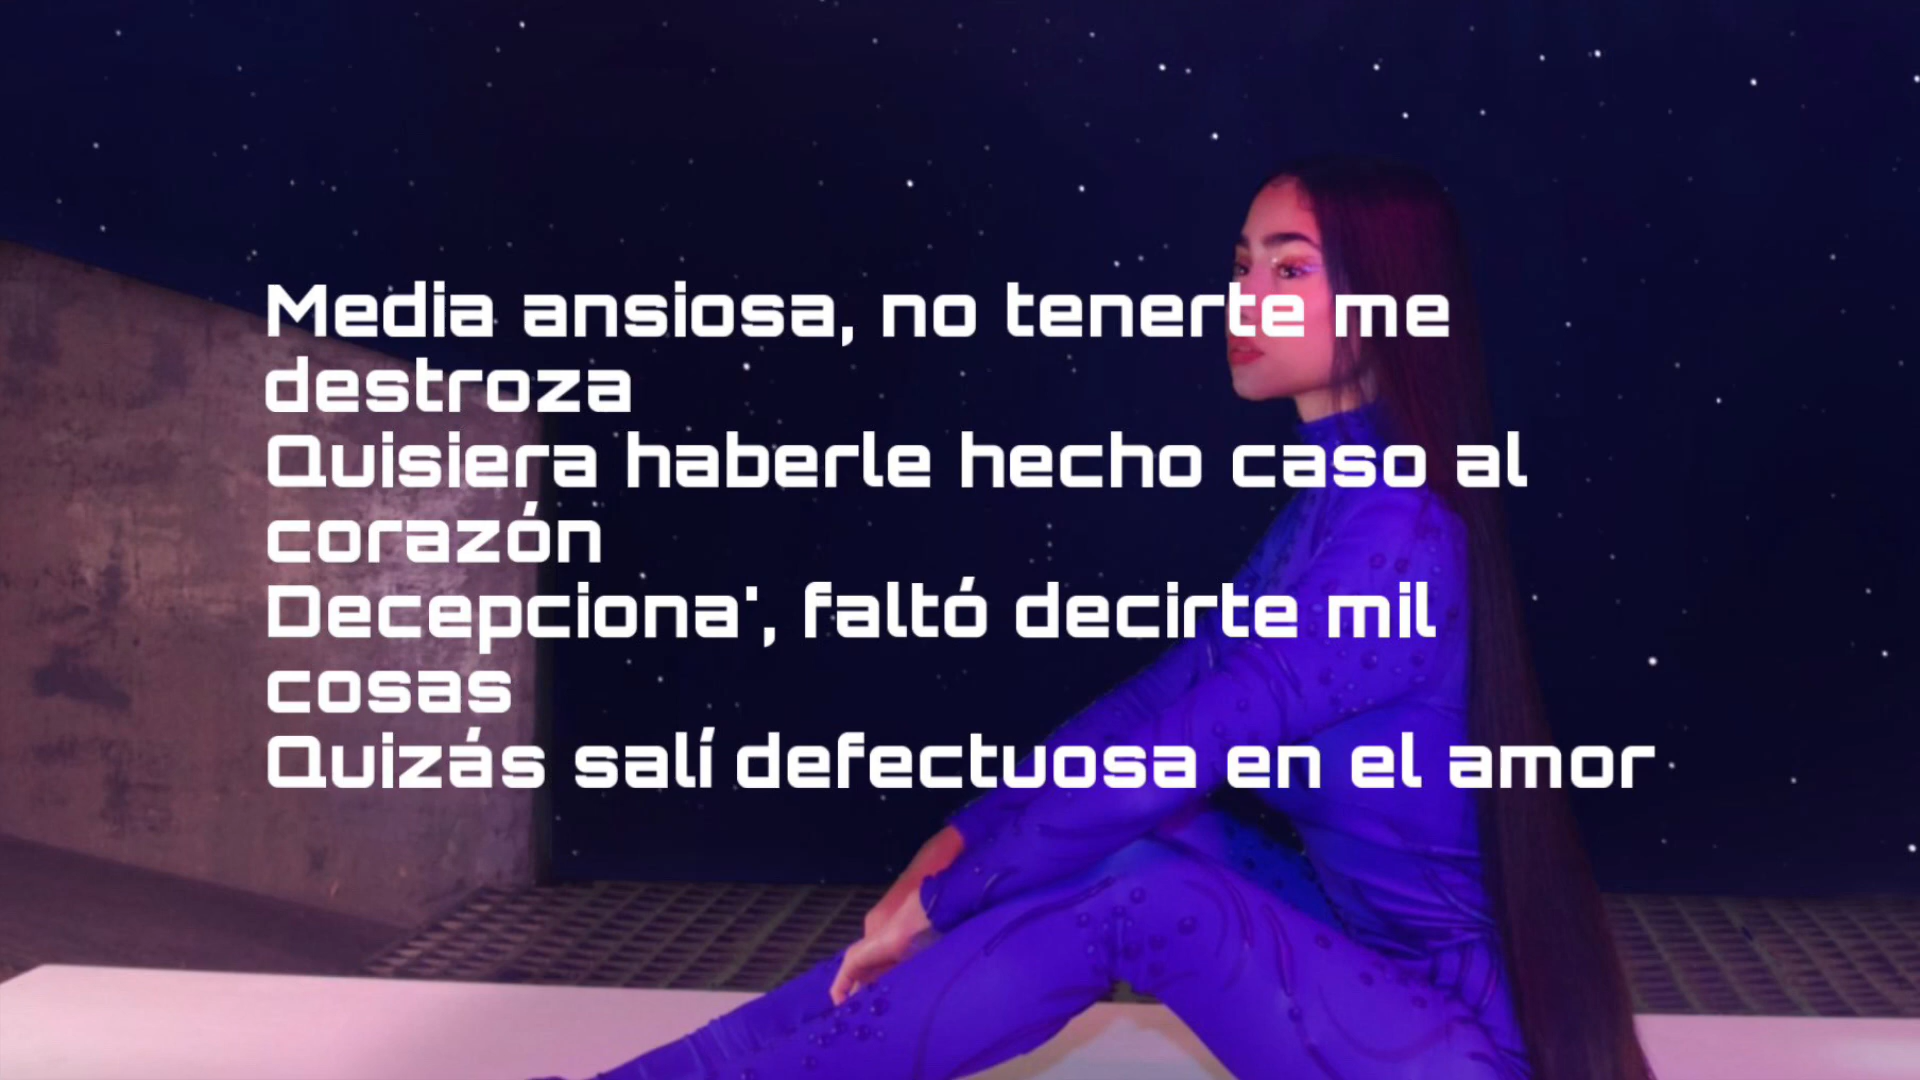 Media ansiosa, no tenerte me
destroza
Quisiera haberle hecho caso al
corazón
Decepciona', faltó decirte mil
cosas
Quizás salí defectuosa en el amor